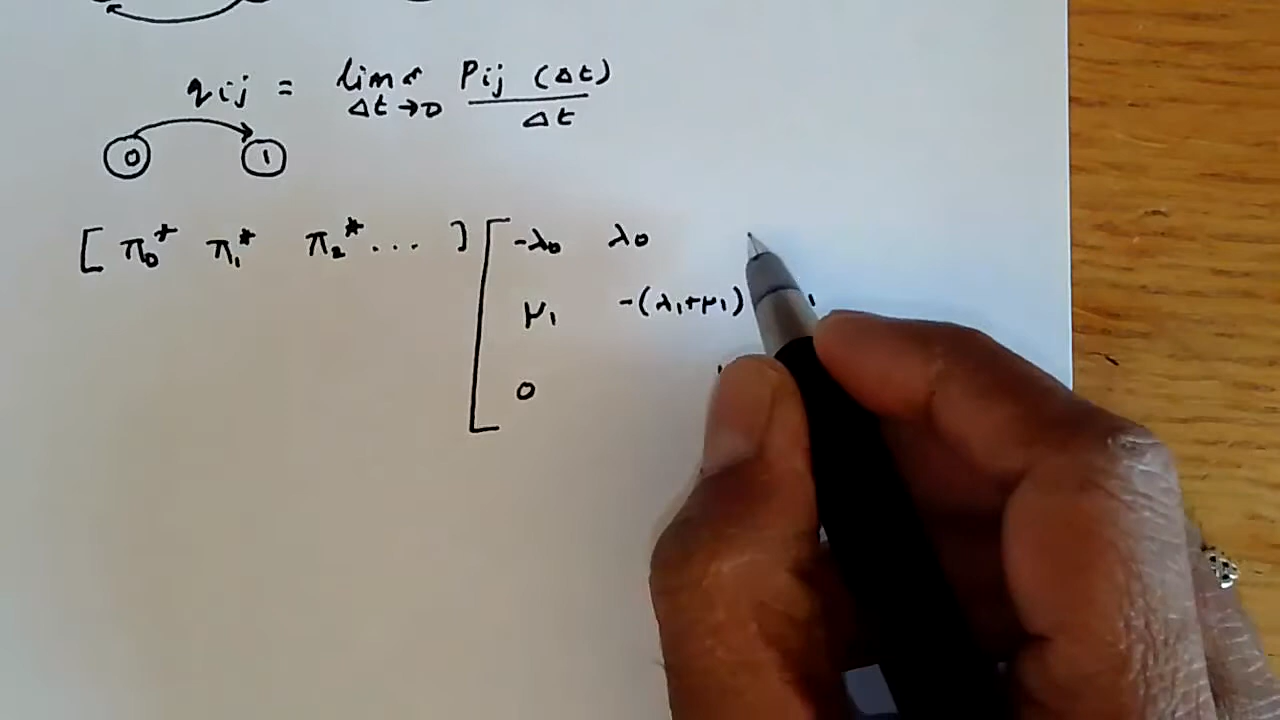 qij = lim Pij (Δt)
Δt→0 Δt
0 1
[ π0* π1* π2* ... ] [ -λ0 λ0
μ1 -(λ1+μ1)
0